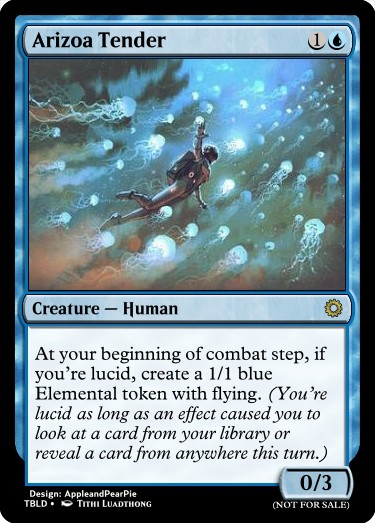 Arizoa Tender
1
Creature — Human
At your beginning of combat step, if
you're lucid, create a 1/1 blue
Elemental token with flying. (You're
lucid as long as an effect caused you to
look at a card from your library or
reveal a card from anywhere this turn.)
0/3
Design: AppleandPearPie
TBLD • Tithi Luadthong
(NOT FOR SALE)